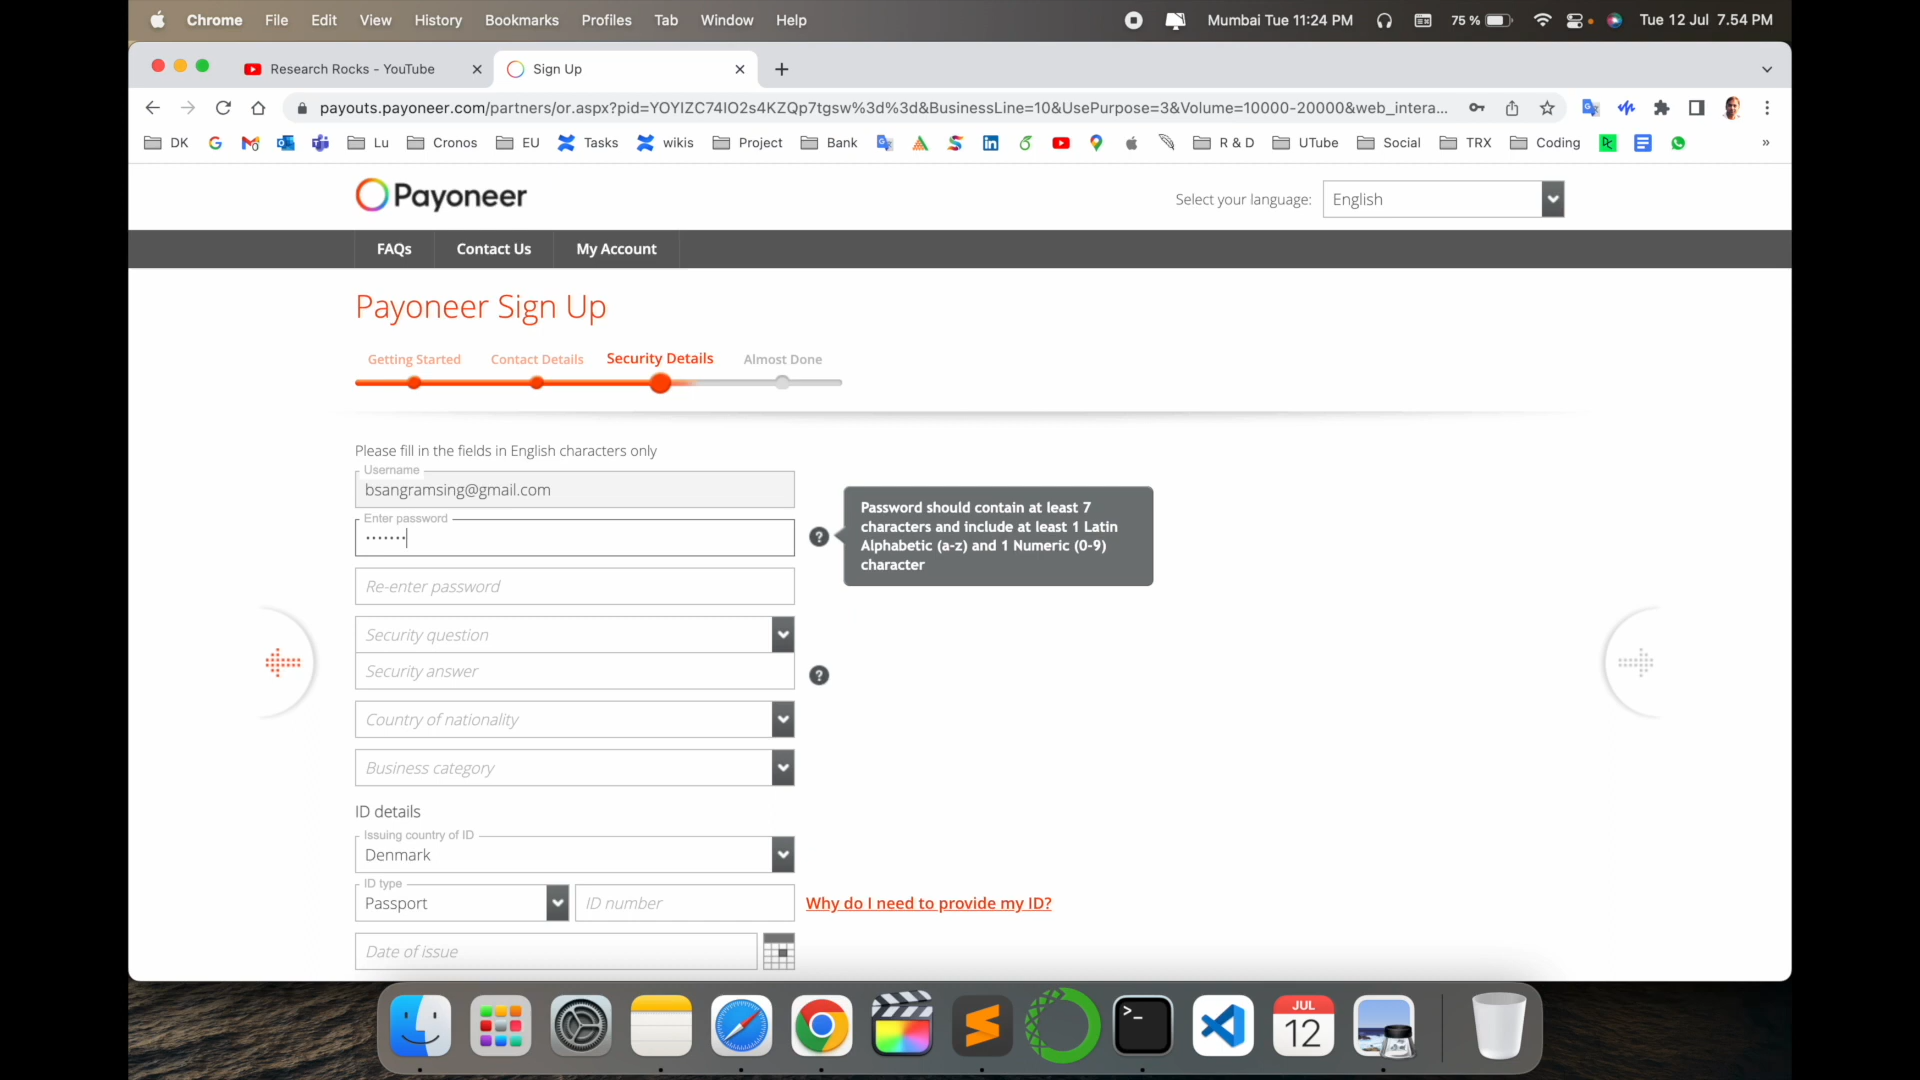 Chrome File Edit View History Bookmarks Profiles Tab Window Help Mumbai Tue 11:24 PM 75 % Tue 12 Jul 7.54 PM
Research Rocks - YouTube Sign Up
payouts.payoneer.com/partners/or.aspx?pid=YOYIZC74IO2s4KZQp7tgsw%3d%3d&BusinessLine=10&UsePurpose=3&Volume=10000-20000&web_intera...
DK Lu Cronos EU Tasks wikis Project Bank R & D UTube Social TRX Coding »
Payoneer
Select your language: English
FAQs Contact Us My Account
Payoneer Sign Up
Getting Started Contact Details Security Details Almost Done
Please fill in the fields in English characters only
Username
bsangramsing@gmail.com
Enter password
·······
Password should contain at least 7
characters and include at least 1 Latin
Alphabetic (a-z) and 1 Numeric (0-9)
character
Re-enter password
Security question
Security answer
Country of nationality
Business category
ID details
Issuing country of ID
Denmark
ID type
Passport ID number Why do I need to provide my ID?
Date of issue
JUL
12